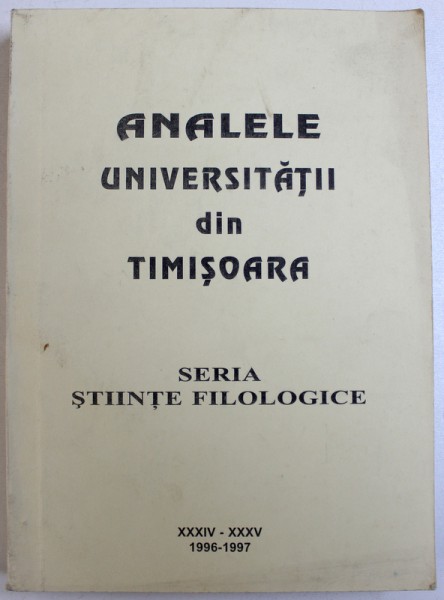 ANALELE
UNIVERSITĂŢII
din
TIMIŞOARA
SERIA
ŞTIINŢE FILOLOGICE
XXXIV - XXXV
1996-1997